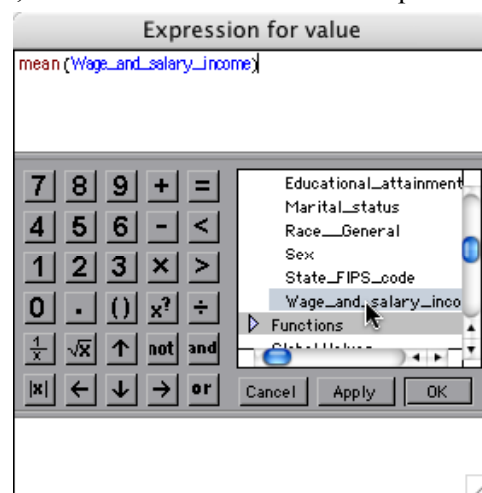 Expression for value
mean (Wage_and_salary_income)
7 8 9 + =
4 5 6 - <
1 2 3 × >
0 . () x? ÷
1/x √x ↑ not and
|x| ← ↓ → or
Educational_attainment
Marital_status
Race__General
Sex
State_FIPS_code
Wage_and_salary_inco
Functions
Cancel Apply OK